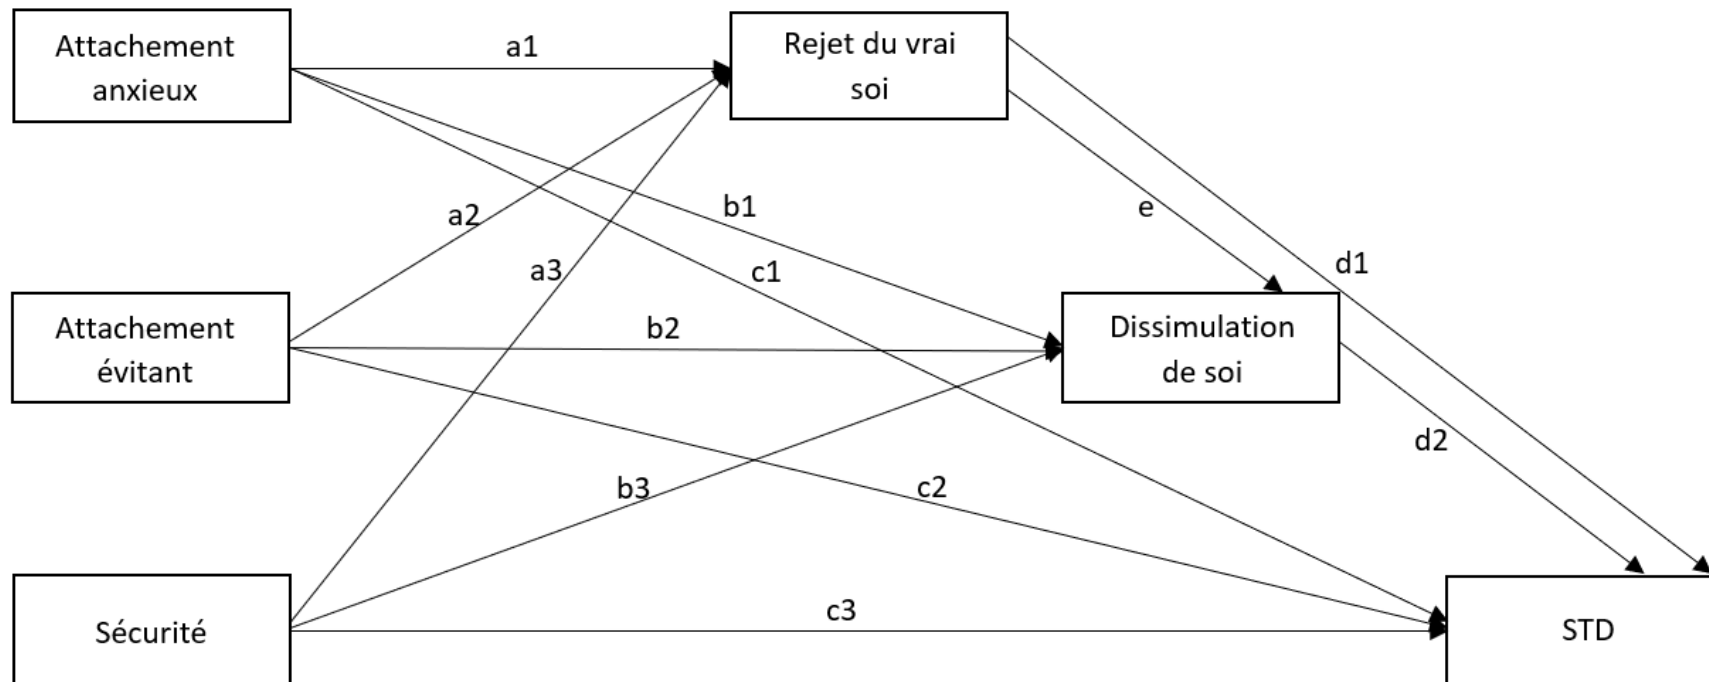 Attachement
anxieux
a1
Rejet du vrai
soi
a2
b1
e
a3
c1
d1
Attachement
évitant
b2
Dissimulation
de soi
d2
b3
c2
Sécurité
c3
STD